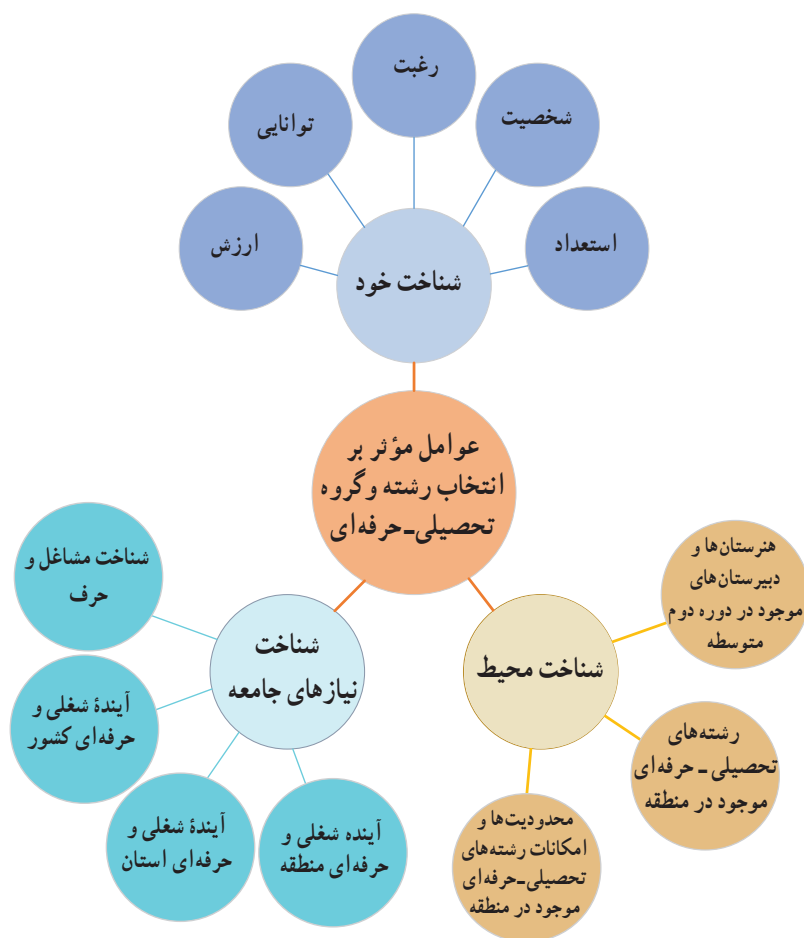 رغبت
شخصیت
توانایی
استعداد
ارزش
شناخت خود
عوامل مؤثر بر
انتخاب رشته وگروه
تحصیلی-حرفه‌ای
هنرستان‌ها و
دبیرستان‌های
موجود در دوره دوم
متوسطه
شناخت محیط
رشته‌های
تحصیلی - حرفه‌ای
موجود در منطقه
محدودیت‌ها و
امکانات رشته‌های
تحصیلی-حرفه‌ای
موجود در منطقه
شناخت
نیازهای جامعه
شناخت مشاغل و
حرف
آیندۀ شغلی و
حرفه‌ای کشور
آیندۀ شغلی و
حرفه‌ای استان
آینده شغلی و
حرفه‌ای منطقه